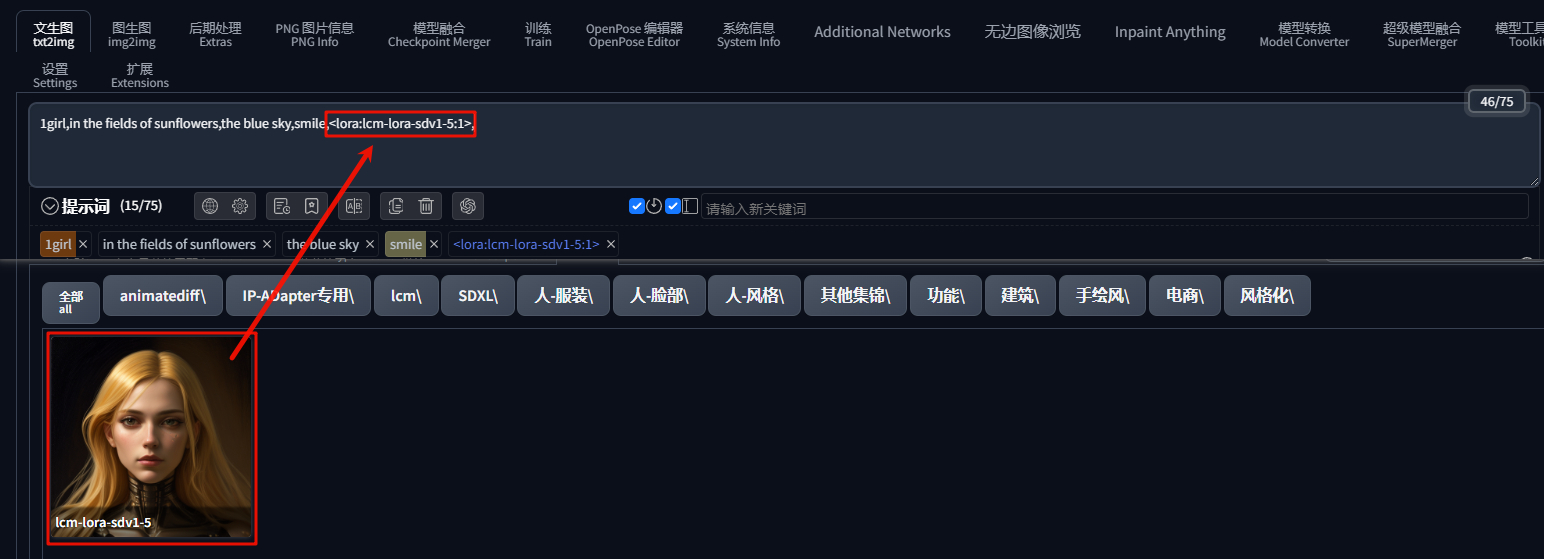 文生图 图生图 后期处理 PNG 图片信息 模型融合 训练 OpenPose 编辑器 系统信息 Additional Networks 无边图像浏览 Inpaint Anything 模型转换 超级模型融合 模型工具
txt2img img2img Extras PNG Info Checkpoint Merger Train OpenPose Editor System Info Model Converter SuperMerger Toolkit
设置 扩展
Settings Extensions
46/75
1girl,in the fields of sunflowers,the blue sky,smile,<lora:lcm-lora-sdv1-5:1>,
提示词 (15/75) 请输入新关键词
1girl × in the fields of sunflowers × the blue sky × smile × <lora:lcm-lora-sdv1-5:1> ×
全部 animatediff\ IP-ADapter专用\ lcm\ SDXL\ 人-服装\ 人-脸部\ 人-风格\ 其他集锦\ 功能\ 建筑\ 手绘风\ 电商\ 风格化\
all
lcm-lora-sdv1-5